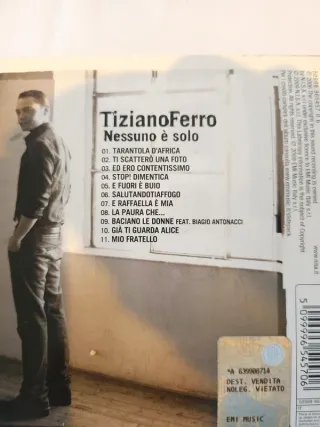 TizianoFerro
Nessuno è solo
01. TARANTOLA D'AFRICA
02. TI SCATTERÒ UNA FOTO
03. ED ERO CONTENTISSIMO
04. STOP! DIMENTICA
05. E FUORI È BUIO
06. SALUTANDOTIAFFOGO
07. E RAFFAELLA È MIA
08. LA PAURA CHE...
09. BACIANO LE DONNE FEAT. BIAGIO ANTONACCI
10. GIÀ TI GUARDA ALICE
11. MIO FRATELLO
*A 639980714
DEST. VENDITA
NOLEG. VIETATO
EMI MUSIC
5099996545706